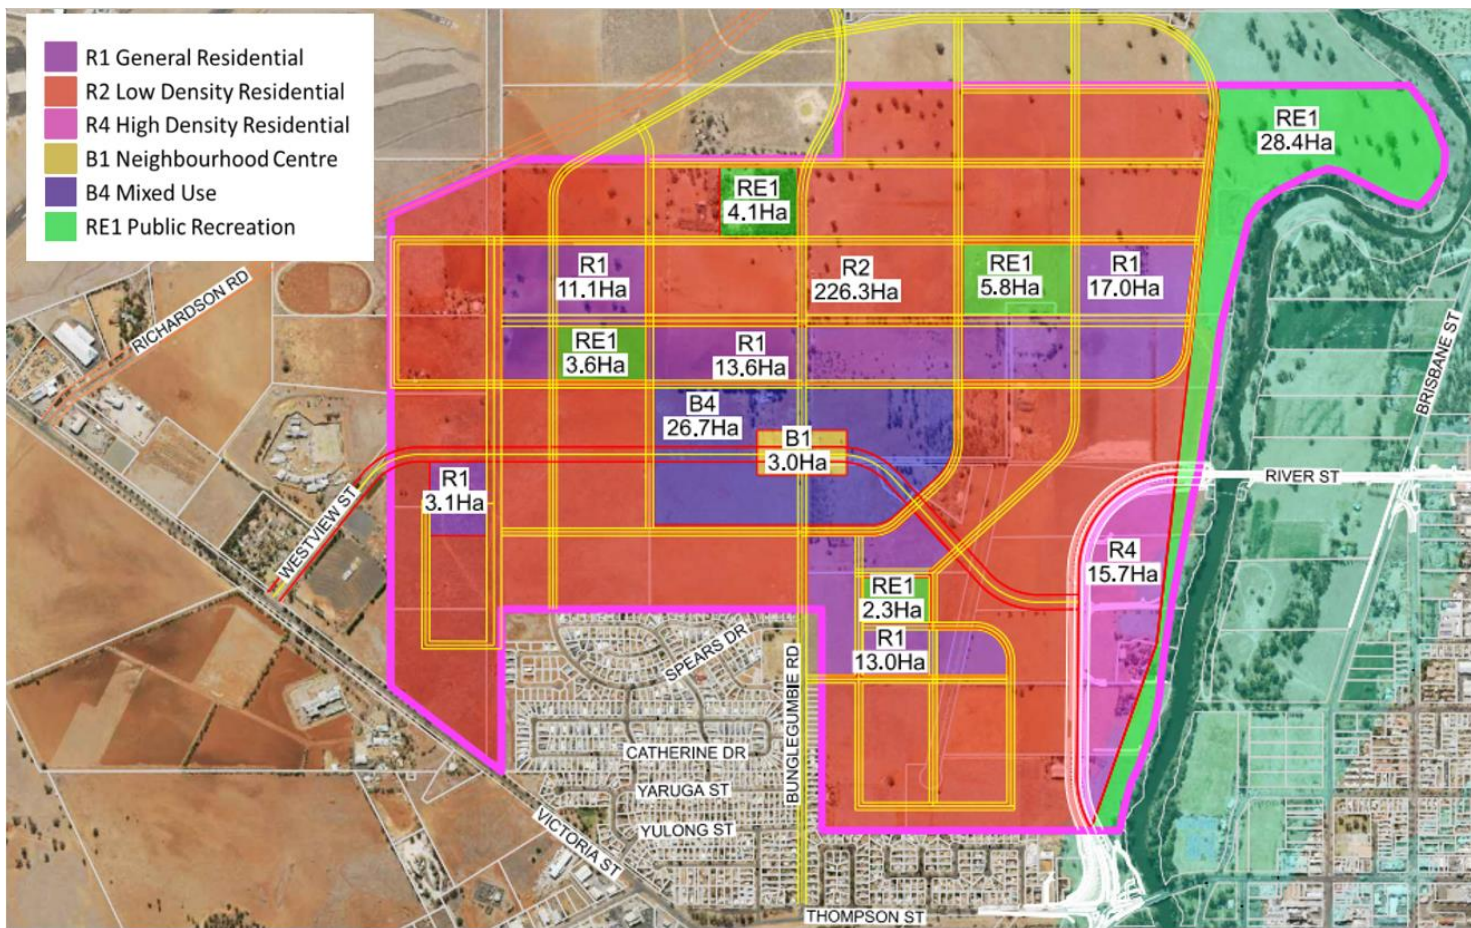 R1 General Residential
R2 Low Density Residential
R4 High Density Residential
B1 Neighbourhood Centre
B4 Mixed Use
RE1 Public Recreation
RE1
28.4Ha
RE1
4.1Ha
R1
11.1Ha
R2
226.3Ha
RE1
5.8Ha
R1
17.0Ha
RICHARDSON RD
RE1
3.6Ha
R1
13.6Ha
BRISBANE ST
B4
26.7Ha
B1
3.0Ha
R1
3.1Ha
RIVER ST
WESTVIEW ST
R4
15.7Ha
RE1
2.3Ha
R1
13.0Ha
SPEARS DR
BUNGLEGUMBIE RD
CATHERINE DR
YARUGA ST
YULONG ST
VICTORIA ST
THOMPSON ST